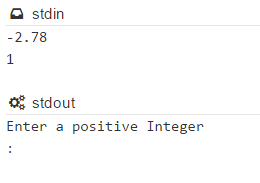 stdin
-2.78
1
stdout
Enter a positive Integer
: